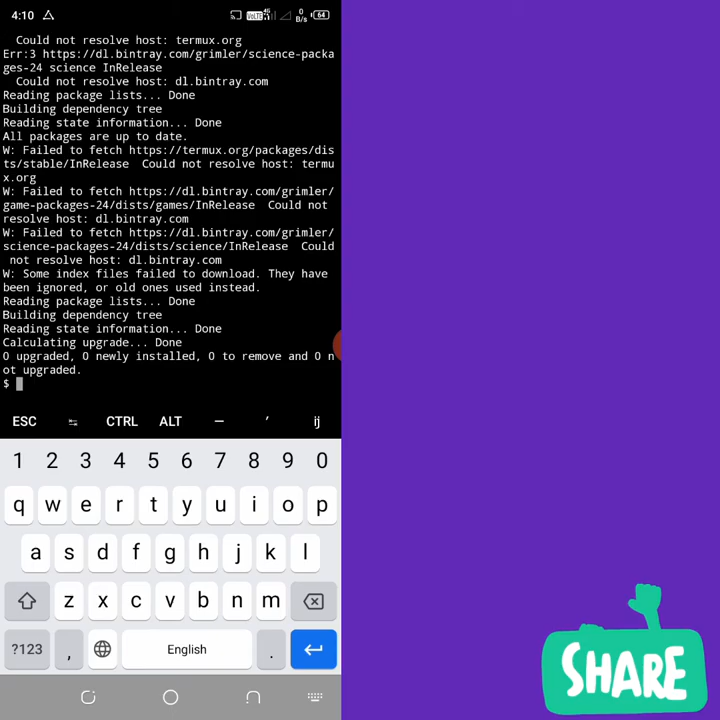 4:10 VoLTE 4G 0 B/s 64
Could not resolve host: termux.org
Err:3 https://dl.bintray.com/grimler/science-packa
ges-24 science InRelease
Could not resolve host: dl.bintray.com
Reading package lists... Done
Building dependency tree
Reading state information... Done
All packages are up to date.
W: Failed to fetch https://termux.org/packages/dis
ts/stable/InRelease  Could not resolve host: termu
x.org
W: Failed to fetch https://dl.bintray.com/grimler/
game-packages-24/dists/games/InRelease  Could not
resolve host: dl.bintray.com
W: Failed to fetch https://dl.bintray.com/grimler/
science-packages-24/dists/science/InRelease  Could
not resolve host: dl.bintray.com
W: Some index files failed to download. They have
been ignored, or old ones used instead.
Reading package lists... Done
Building dependency tree
Reading state information... Done
Calculating upgrade... Done
0 upgraded, 0 newly installed, 0 to remove and 0 n
ot upgraded.
$
ESC CTRL ALT — ′ ij
1 2 3 4 5 6 7 8 9 0
q w e r t y u i o p
a s d f g h j k l
z x c v b n m
?123 , English .
SHARE